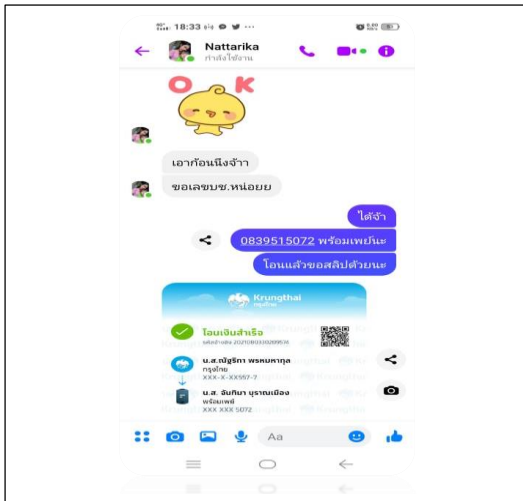 18:33
Nattarika
กำลังใช้งาน
O K
เอาก้อนนึงจ้าา
ขอเลขบช.หน่อยย
ได้จ้า
0839515072 พร้อมเพย์นะ
โอนแล้วขอสลิปด้วยนะ
Krungthai
กรุงไทย
โอนเงินสำเร็จ
น.ส.ณัฐริกา พรหมหากุล
กรุงไทย
XXX-X-XX597-7
น.ส. จันทิมา บุราณเมือง
พร้อมเพย์
XXX XXX 5072
Aa